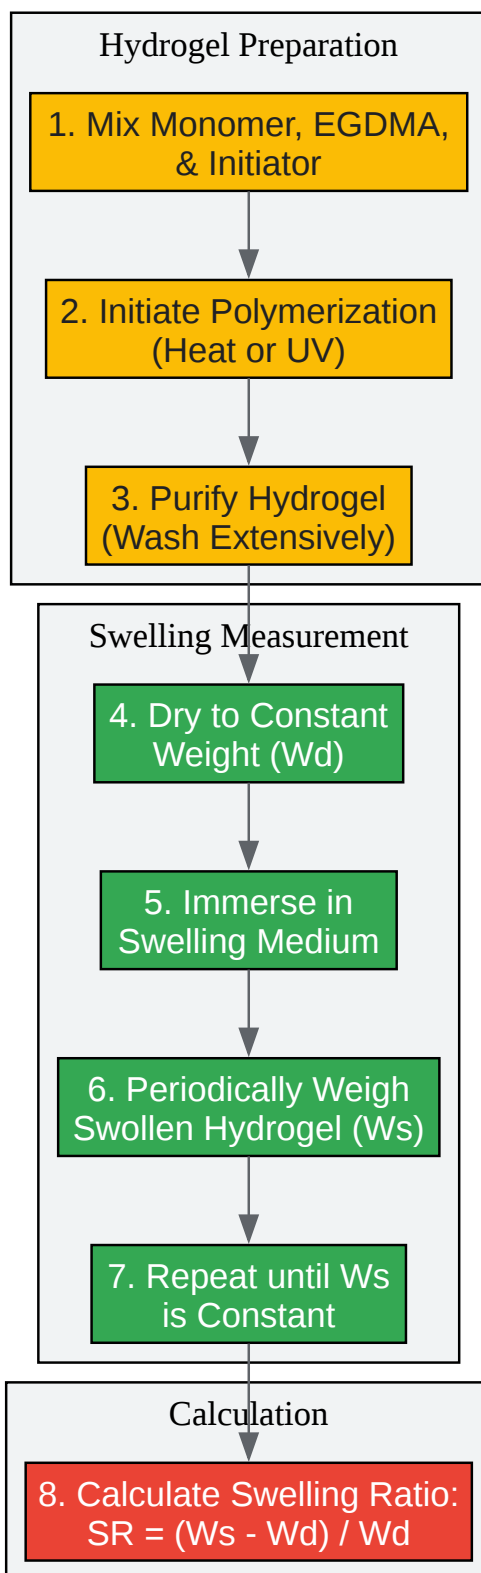 Hydrogel Preparation
1. Mix Monomer, EGDMA,
& Initiator
2. Initiate Polymerization
(Heat or UV)
3. Purify Hydrogel
(Wash Extensively)
Swelling Measurement
4. Dry to Constant
Weight (Wd)
5. Immerse in
Swelling Medium
6. Periodically Weigh
Swollen Hydrogel (Ws)
7. Repeat until Ws
is Constant
Calculation
8. Calculate Swelling Ratio:
SR = (Ws - Wd) / Wd